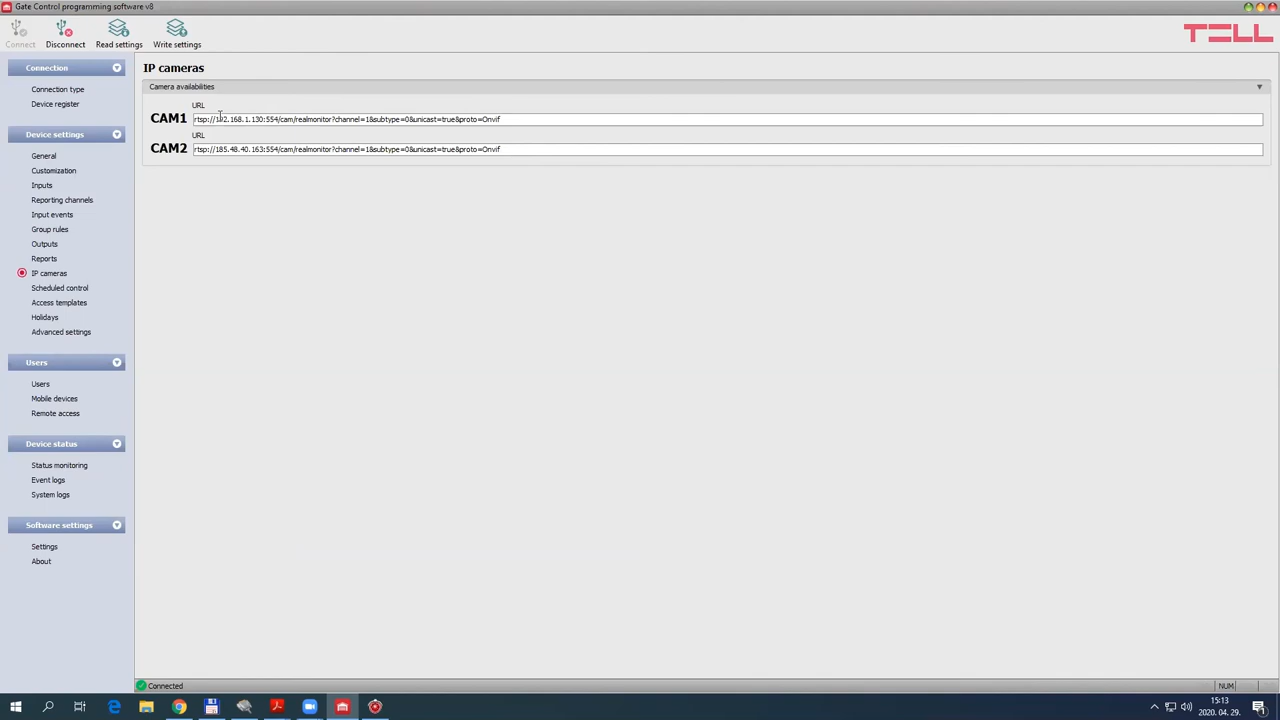 Gate Control programming software v8
Connect
Disconnect
Read settings
Write settings
TELL
Connection
Connection type
Device register
Device settings
General
Customization
Inputs
Reporting channels
Input events
Group rules
Outputs
Reports
IP cameras
Scheduled control
Access templates
Holidays
Advanced settings
Users
Users
Mobile devices
Remote access
Device status
Status monitoring
Event logs
System logs
Software settings
Settings
About
IP cameras
Camera availabilities
URL
CAM1 rtsp://192.168.1.130:554/cam/realmonitor?channel=1&subtype=0&unicast=true&proto=Onvif
URL
CAM2 rtsp://185.48.40.163:554/cam/realmonitor?channel=1&subtype=0&unicast=true&proto=Onvif
Connected
NUM
15:13
2020. 04. 29.